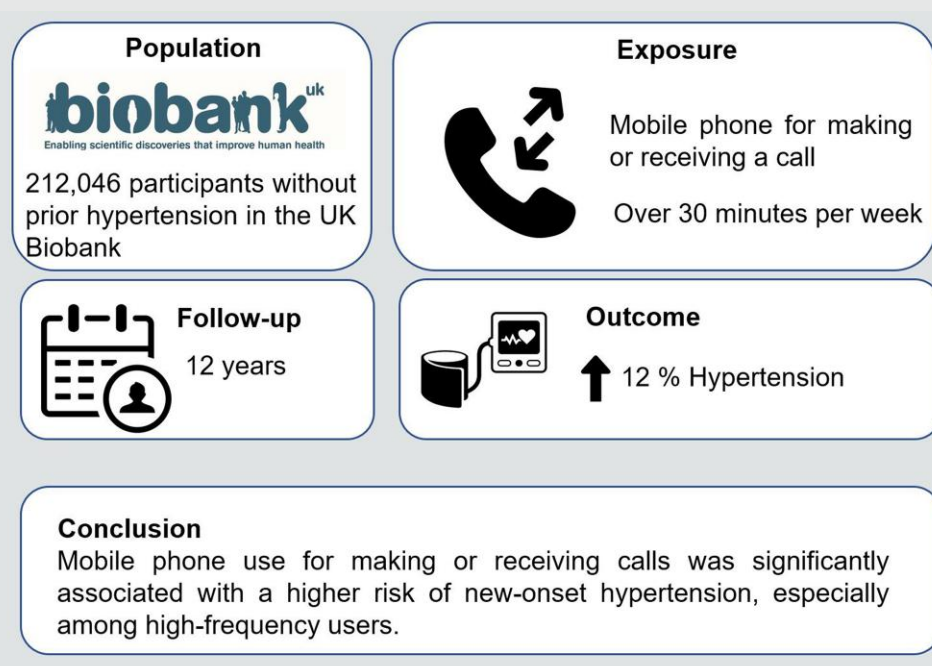 Population
biobank uk
Enabling scientific discoveries that improve human health
212,046 participants without
prior hypertension in the UK
Biobank
Exposure
Mobile phone for making
or receiving a call
Over 30 minutes per week
Follow-up
12 years
Outcome
12 % Hypertension
Conclusion
Mobile phone use for making or receiving calls was significantly
associated with a higher risk of new-onset hypertension, especially
among high-frequency users.